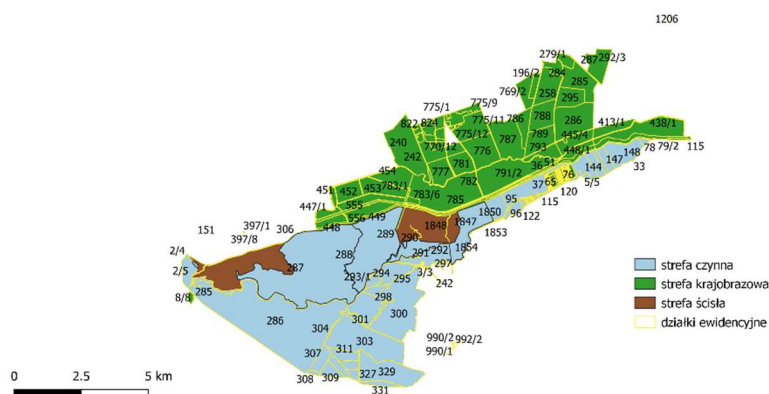 1206
279/1
287 292/3
196/2 284
285
769/2 258
295
775/1 775/9
822 824 775/11 786 788 286 413/1 438/1
775/12 787 789 445/4
240 770/12 776 793 448/1 78 79/2 115
242 781 36 51 148
454 777 782 791/2 76 144 147 33
451 452 453 783/1 37 65 5/5
783/6 785 95 120
447/1 555 115
556 449 1850 96 122
151 397/1 306 448 289 1848 1847 1853
397/8 290
2/4 288 291 292 1854
287 297
2/5 293/1 294 3/3
295 242
8/8 285 298
286 301 300
304
303 990/2 992/2
307 311 990/1
308 309 327 329
331
strefa czynna
strefa krajobrazowa
strefa ścisła
działki ewidencyjne
0 2.5 5 km